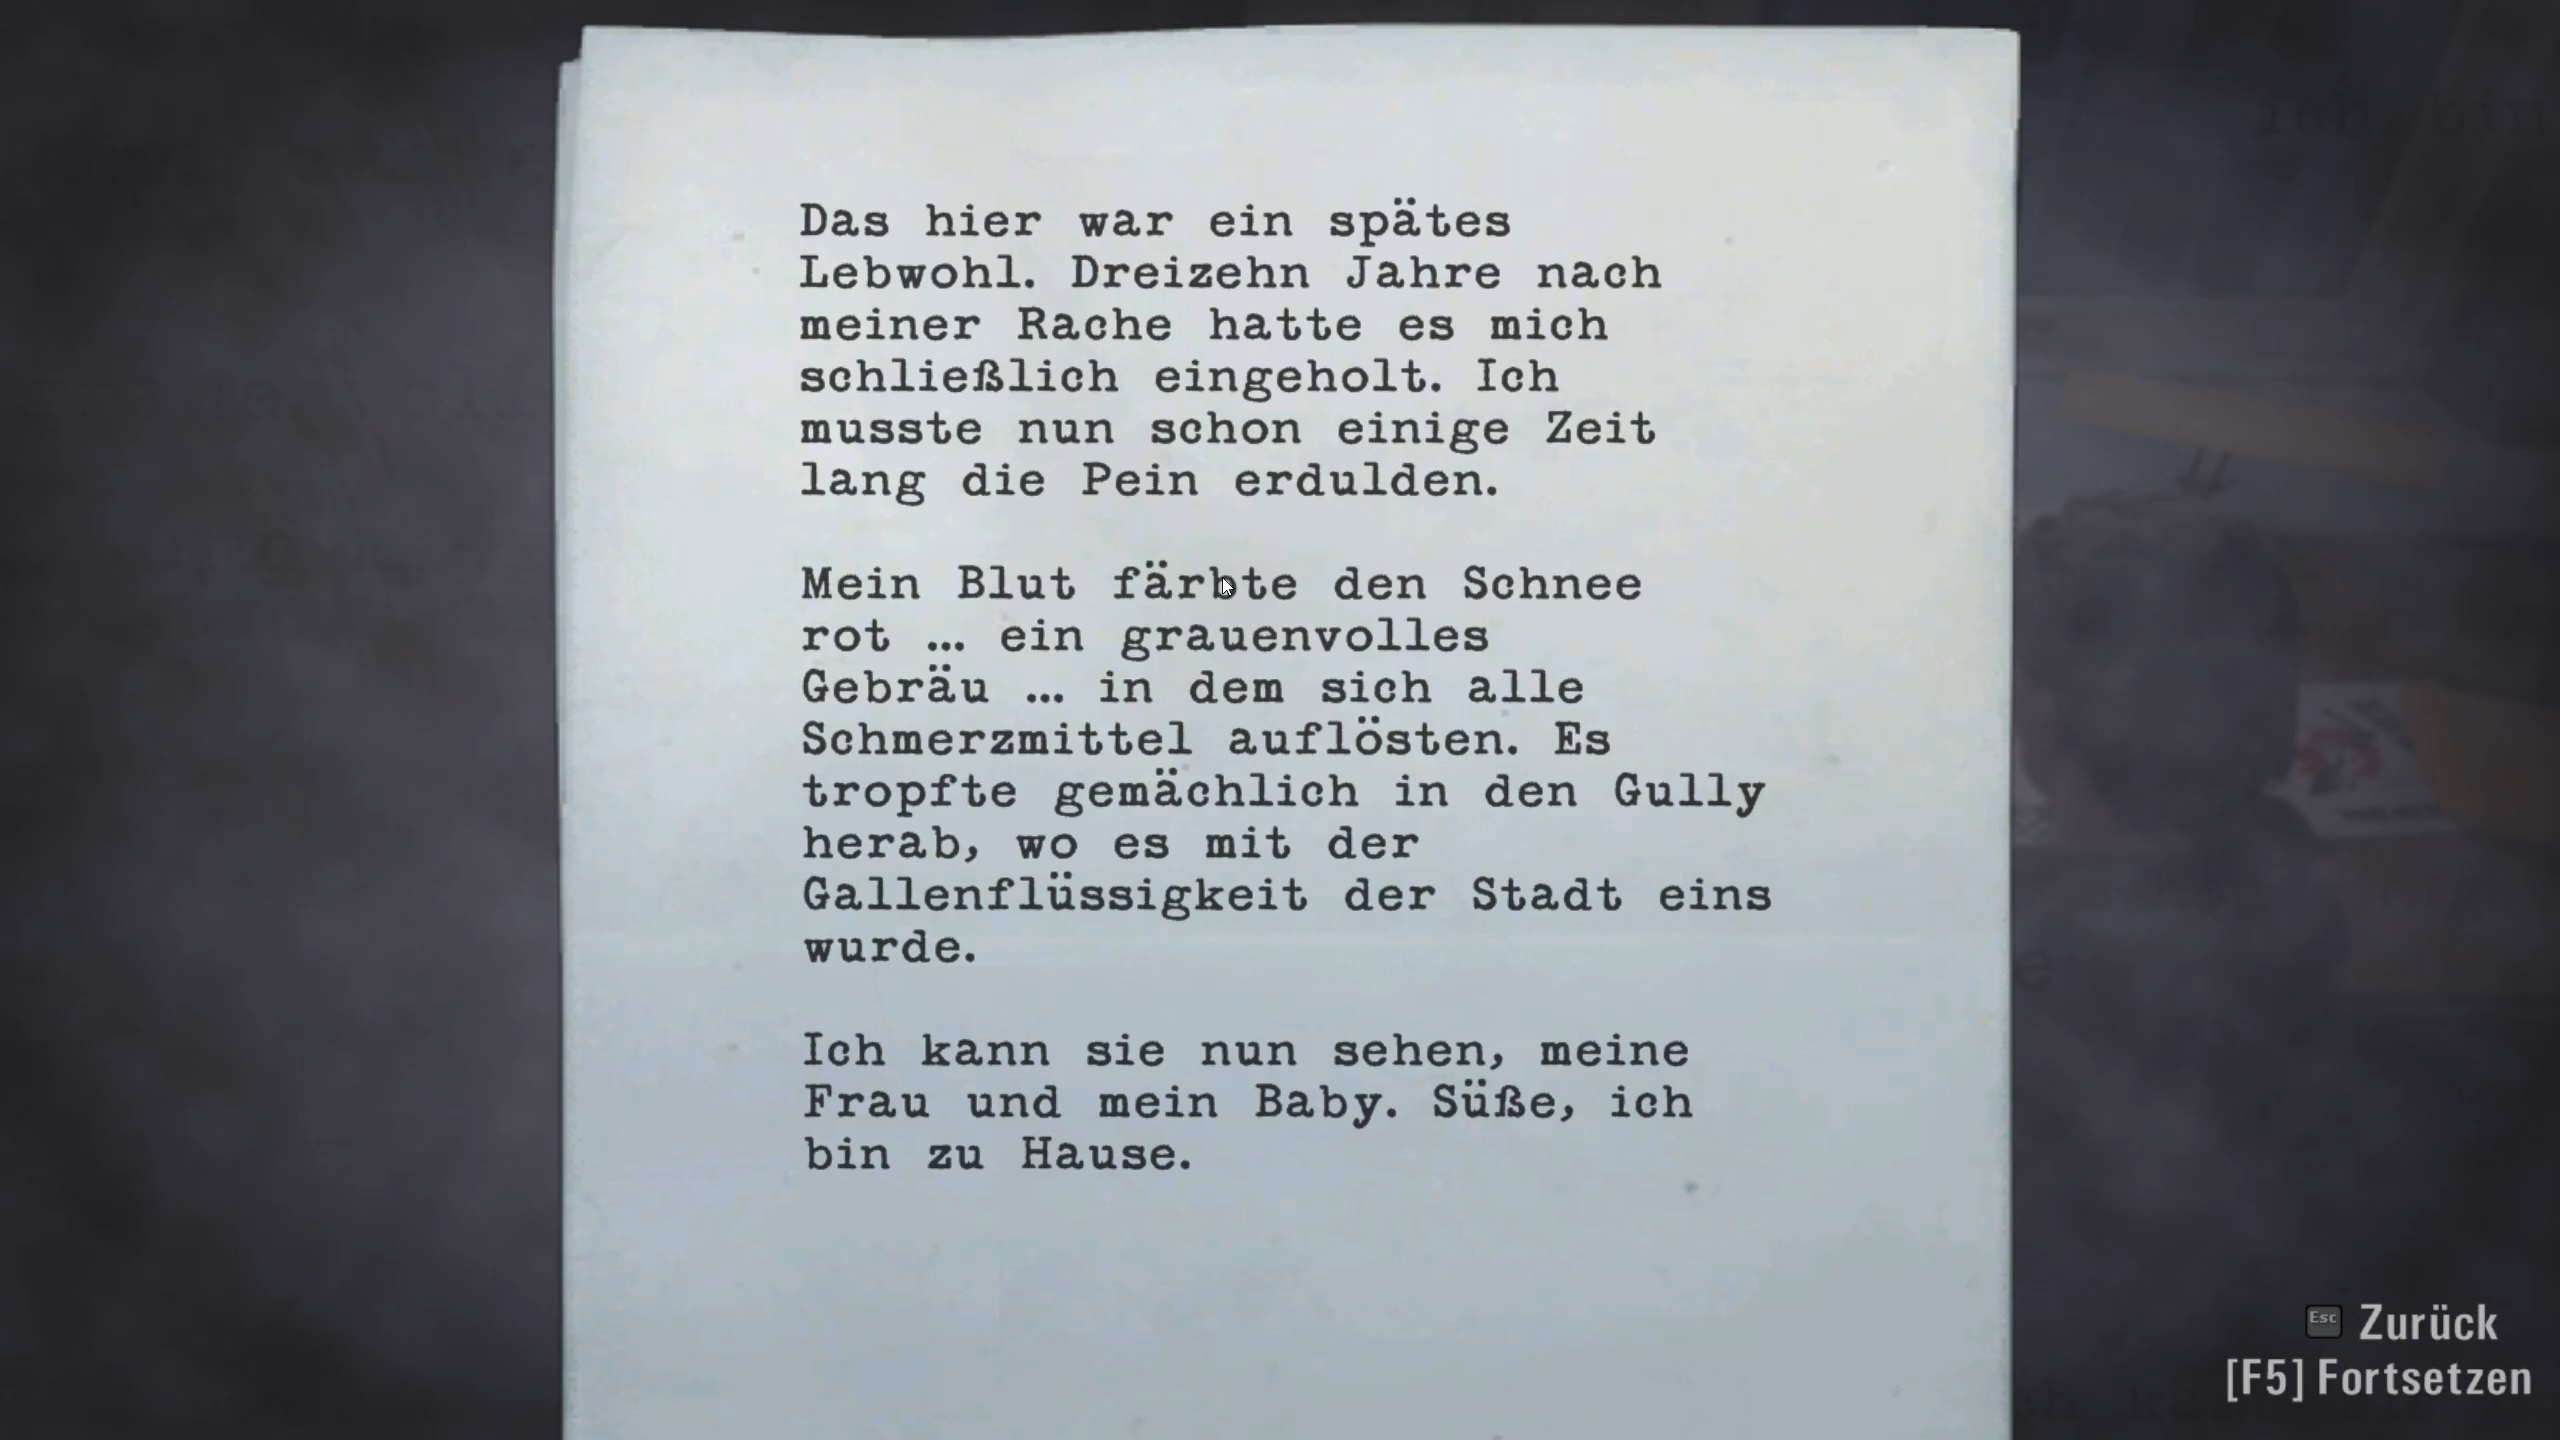 Das hier war ein spätes
Lebwohl. Dreizehn Jahre nach
meiner Rache hatte es mich
schließlich eingeholt. Ich
musste nun schon einige Zeit
lang die Pein erdulden.
Mein Blut färbte den Schnee
rot … ein grauenvolles
Gebräu … in dem sich alle
Schmerzmittel auflösten. Es
tropfte gemächlich in den Gully
herab, wo es mit der
Gallenflüssigkeit der Stadt eins
wurde.
Ich kann sie nun sehen, meine
Frau und mein Baby. Süße, ich
bin zu Hause.
Esc Zurück
[F5] Fortsetzen